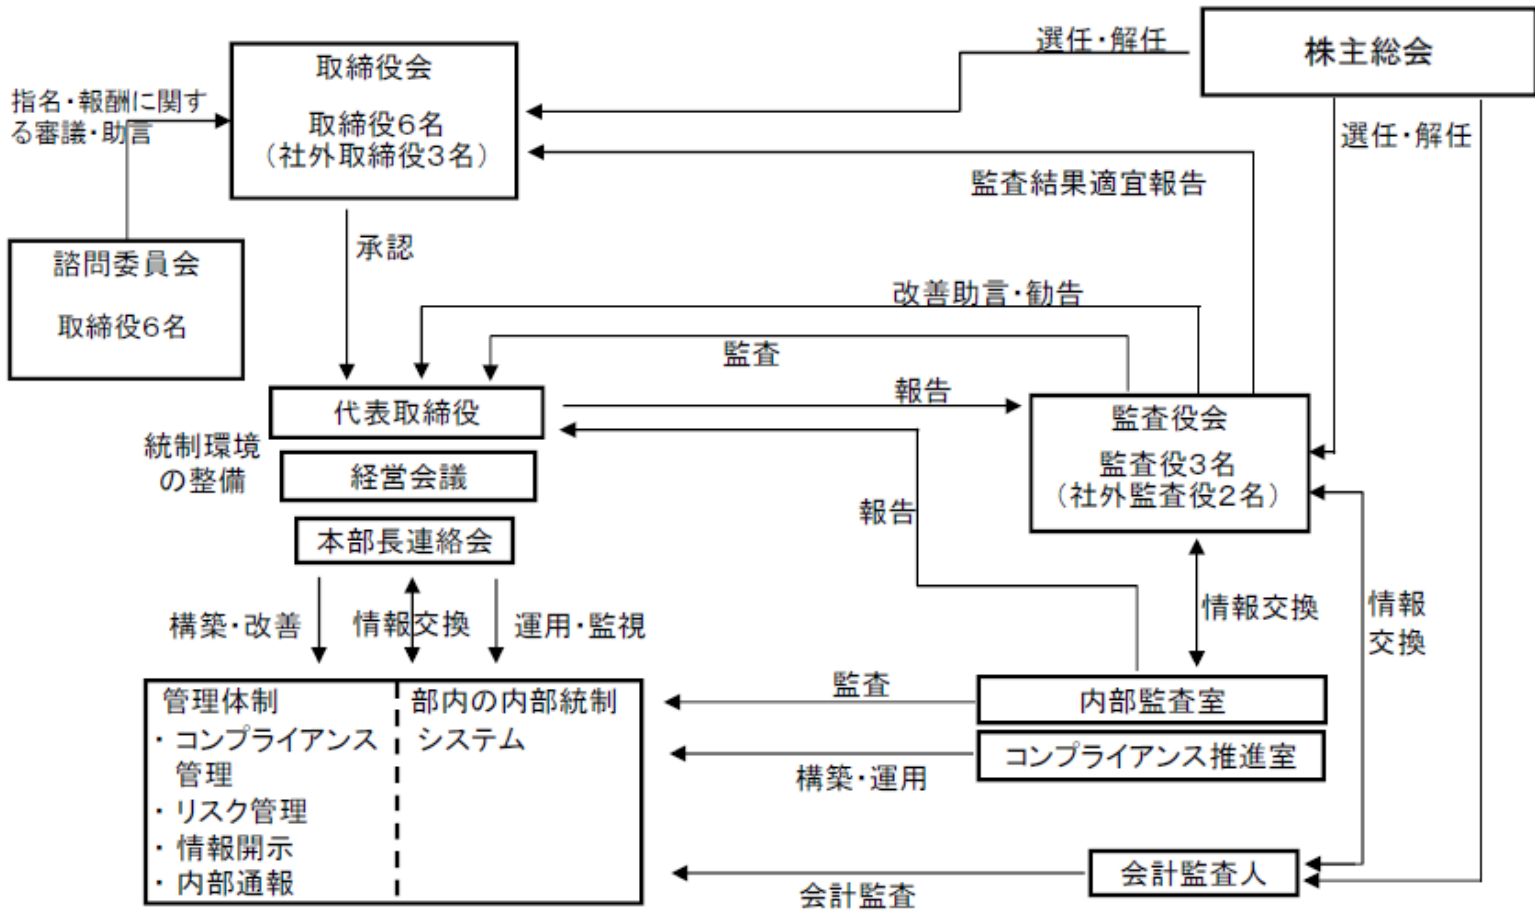 選任・解任
株主総会
取締役会
取締役6名
（社外取締役3名）
指名・報酬に関す
る審議・助言
選任・解任
監査結果適宜報告
承認
諮問委員会
取締役6名
改善助言・勧告
監査
報告
代表取締役
監査役会
監査役3名
（社外監査役2名）
統制環境
の整備
経営会議
報告
本部長連絡会
構築・改善
情報交換
運用・監視
情報交換
情報
交換
管理体制
・コンプライアンス
管理
・リスク管理
・情報開示
・内部通報
部内の内部統制
システム
監査
内部監査室
コンプライアンス推進室
構築・運用
会計監査人
会計監査